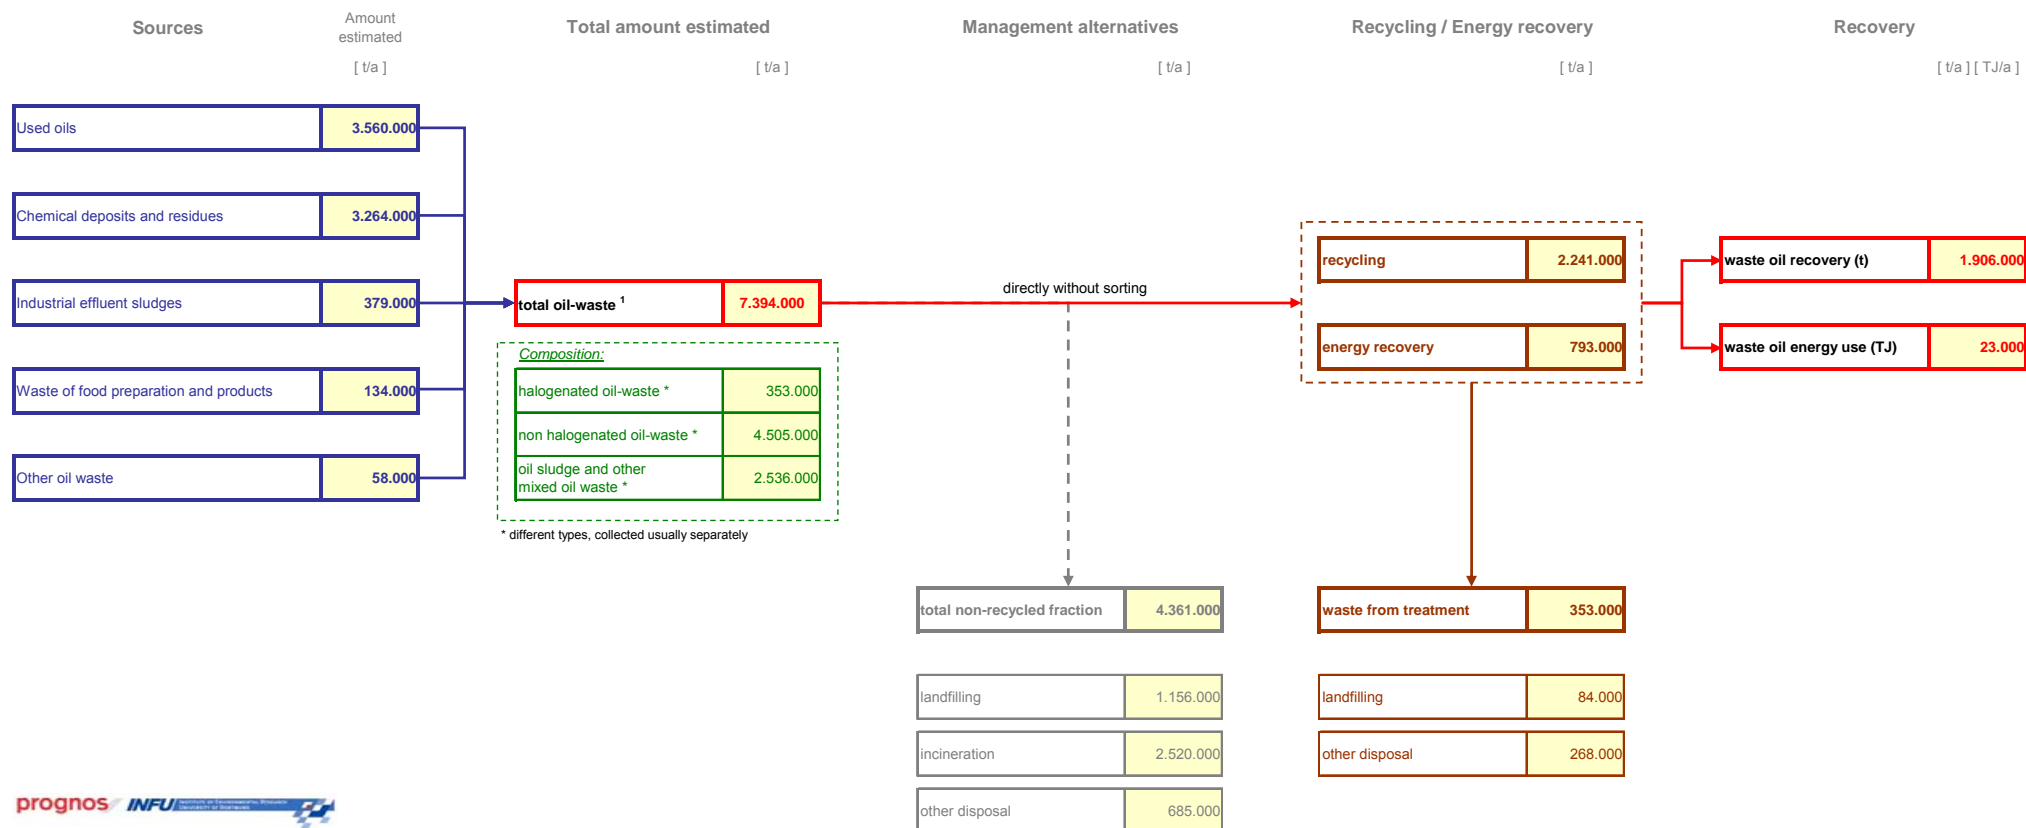 Sources
Amount
estimated
Total amount estimated
Management alternatives
Recycling / Energy recovery
Recovery
[ t/a ]
[ t/a ]
[ t/a ]
[ t/a ]
[ t/a ] [ TJ/a ]
Used oils 3.560.000
Chemical deposits and residues 3.264.000
Industrial effluent sludges 379.000
Waste of food preparation and products 134.000
Other oil waste 58.000
total oil-waste 1 7.394.000
Composition:
halogenated oil-waste * 353.000
non halogenated oil-waste * 4.505.000
oil sludge and other
mixed oil waste * 2.536.000
* different types, collected usually separately
directly without sorting
total non-recycled fraction 4.361.000
landfilling 1.156.000
incineration 2.520.000
other disposal 685.000
recycling 2.241.000
energy recovery 793.000
waste from treatment 353.000
landfilling 84.000
other disposal 268.000
waste oil recovery (t) 1.906.000
waste oil energy use (TJ) 23.000
prognos INFU